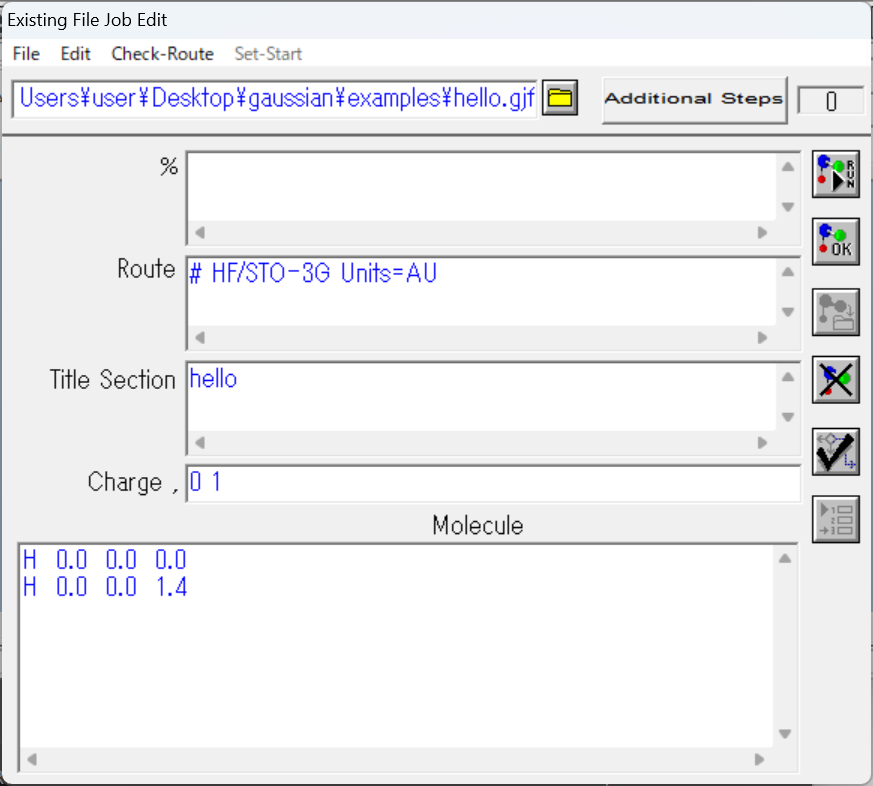 Existing File Job Edit
File Edit Check-Route Set-Start
Users¥user¥Desktop¥gaussian¥examples¥hello.gjf
Additional Steps
0
%
RUN
OK
Route
# HF/STO-3G Units=AU
Title Section
hello
Charge ,
0 1
Molecule
H 0.0 0.0 0.0
H 0.0 0.0 1.4